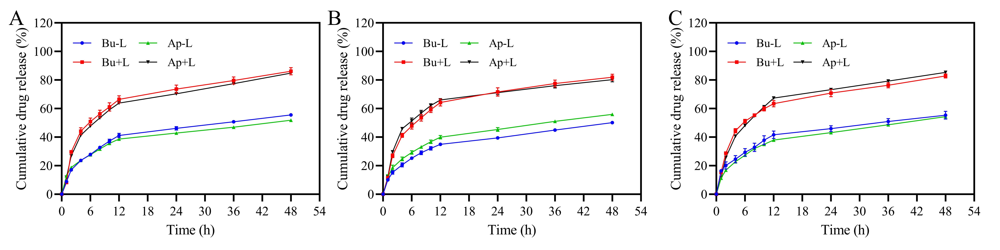 A
Cumulative drug release (%)
120
100
80
60
40
20
0
Bu-L
Ap-L
Bu+L
Ap+L
0 6 12 18 24 30 36 42 48 54
Time (h)
B
Cumulative drug release (%)
120
100
80
60
40
20
0
Bu-L
Ap-L
Bu+L
Ap+L
0 6 12 18 24 30 36 42 48 54
Time (h)
C
Cumulative drug release (%)
120
100
80
60
40
20
0
Bu-L
Ap-L
Bu+L
Ap+L
0 6 12 18 24 30 36 42 48 54
Time (h)